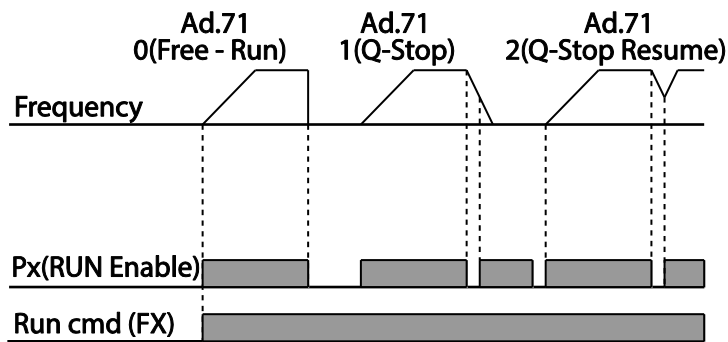 Ad.71 Ad.71 Ad.71
0(Free - Run) 1(Q-Stop) 2(Q-Stop Resume)
Frequency
Px(RUN Enable)
Run cmd (FX)